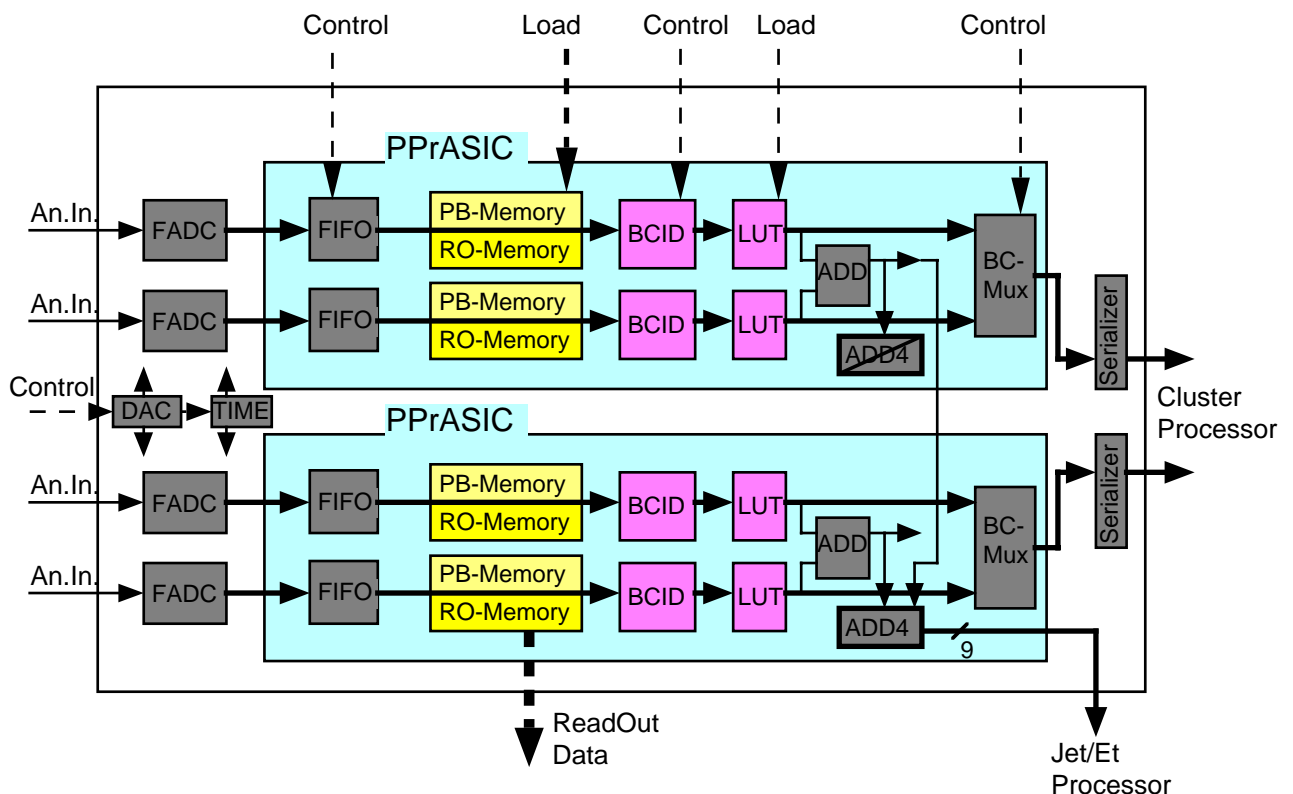 Control Load Control Load Control
PPrASIC
An.In. FADC FIFO PB-Memory BCID LUT
RO-Memory
ADD BC-
Mux
An.In. FADC FIFO PB-Memory BCID LUT Serializer
RO-Memory
ADD4
Control DAC TIME
Cluster
Processor
PPrASIC
An.In. FADC FIFO PB-Memory BCID LUT Serializer
RO-Memory
ADD BC-
Mux
An.In. FADC FIFO PB-Memory BCID LUT
RO-Memory
ADD4 9
ReadOut
Data
Jet/Et
Processor